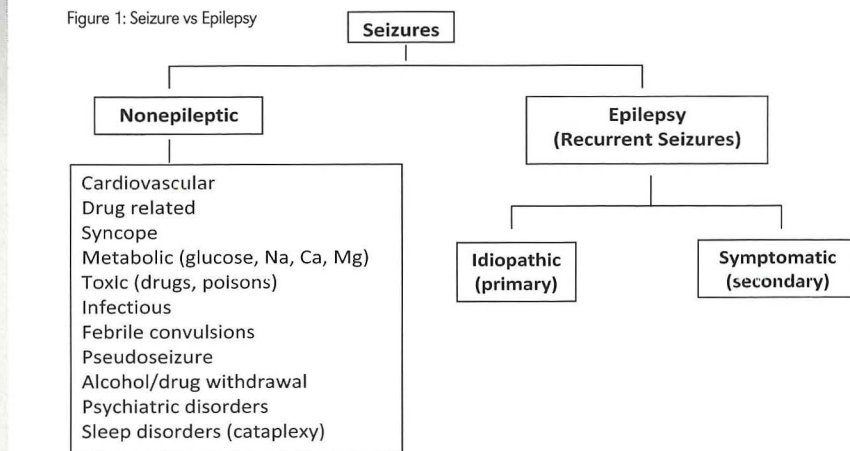 Figure 1: Seizure vs Epilepsy
Seizures
Nonepileptic
Epilepsy
(Recurrent Seizures)
Cardiovascular
Drug related
Syncope
Metabolic (glucose, Na, Ca, Mg)
Toxic (drugs, poisons)
Infectious
Febrile convulsions
Pseudoseizure
Alcohol/drug withdrawal
Psychiatric disorders
Sleep disorders (cataplexy)
Idiopathic
(primary)
Symptomatic
(secondary)